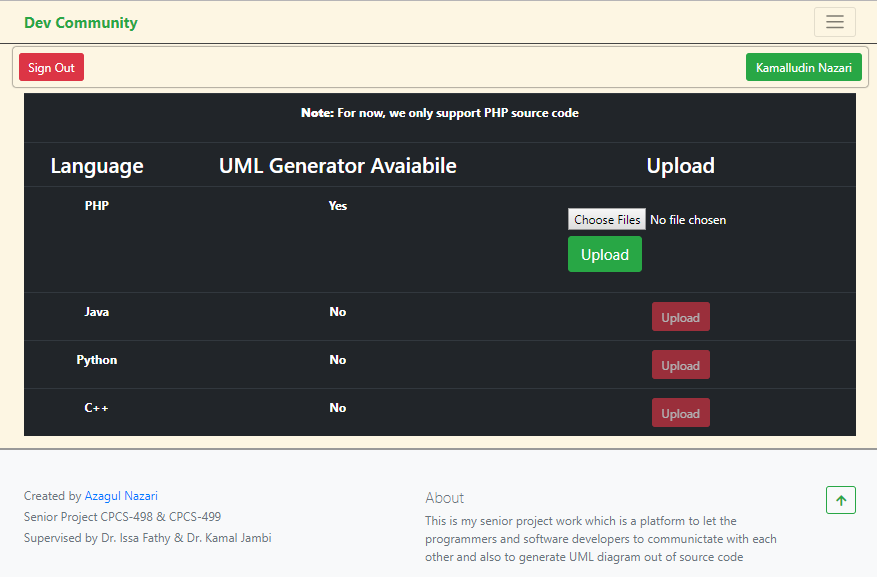 Dev Community
Sign Out
Kamalludin Nazari
Note: For now, we only support PHP source code
Language UML Generator Avaiabile Upload
PHP Yes
Choose Files No file chosen
Upload
Java No Upload
Python No Upload
C++ No Upload
Created by Azagul Nazari
Senior Project CPCS-498 & CPCS-499
Supervised by Dr. Issa Fathy & Dr. Kamal Jambi
About
This is my senior project work which is a platform to let the
programmers and software developers to communictate with each
other and also to generate UML diagram out of source code